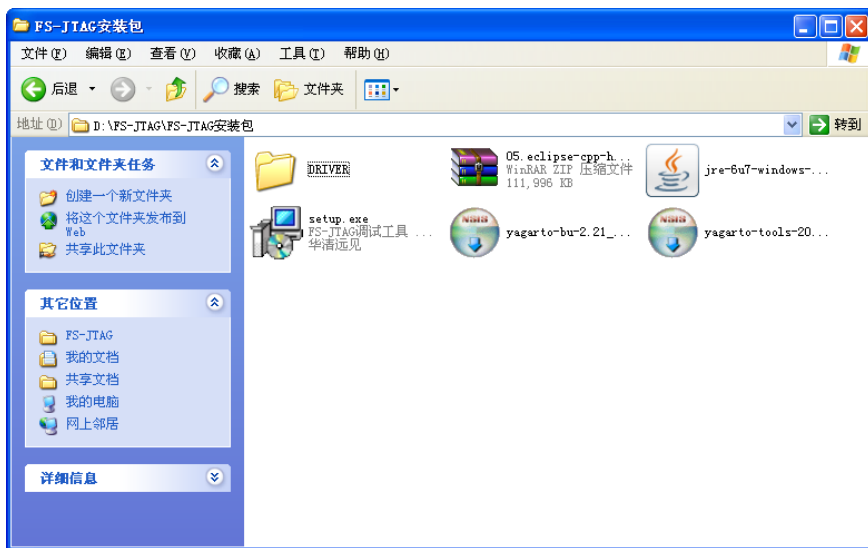 FS-JTAG安装包
文件(F) 编辑(E) 查看(V) 收藏(A) 工具(T) 帮助(H)
后退 搜索 文件夹
地址(D) D:\FS-JTAG\FS-JTAG安装包 转到
文件和文件夹任务
创建一个新文件夹
将这个文件夹发布到
Web
共享此文件夹
其它位置
FS-JTAG
我的文档
共享文档
我的电脑
网上邻居
详细信息
DRIVER
05.eclipse-cpp-h...
WinRAR ZIP 压缩文件
111,996 KB
jre-6u7-windows-...
setup.exe
FS-JTAG调试工具 ...
华清远见
NSIS
yagarto-bu-2.21_...
NSIS
yagarto-tools-20...